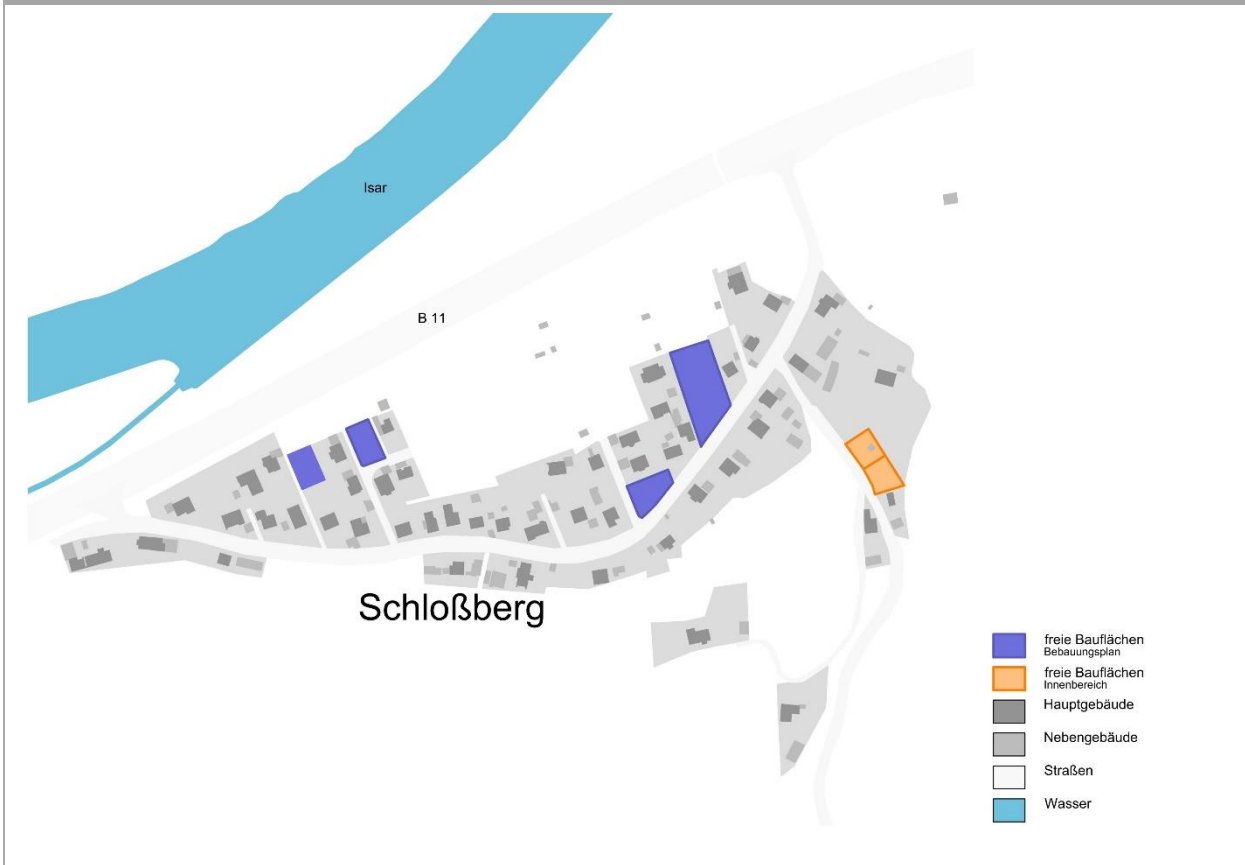 Isar
B 11
Schloßberg
freie Bauflächen
Bebauungsplan
freie Bauflächen
Innenbereich
Hauptgebäude
Nebengebäude
Straßen
Wasser